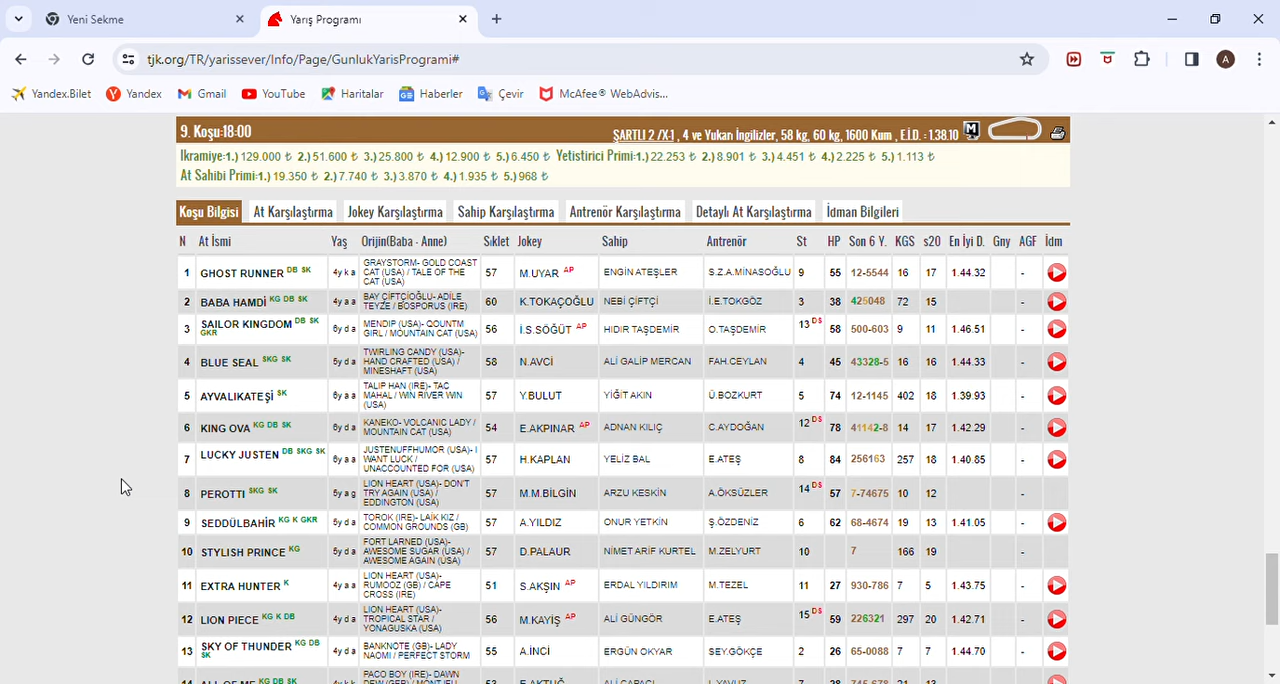 Yeni Sekme
Yarış Programı
tjk.org/TR/yarissever/Info/Page/GunlukYarisProgrami#
A
Yandex.Bilet Yandex Gmail YouTube Haritalar Haberler Çevir McAfee® WebAdvis...
9. Koşu:18:00
ŞARTLI 2 /X-1 , 4 ve Yukarı İngilizler, 58 kg, 60 kg, 1600 Kum , E.İ.D. : 1.38.10 M
Ikramiye:1.) 129.000 ₺ 2.) 51.600 ₺ 3.) 25.800 ₺ 4.) 12.900 ₺ 5.) 6.450 ₺ Yetistirici Primi:1.) 22.253 ₺ 2.) 8.901 ₺ 3.) 4.451 ₺ 4.) 2.225 ₺ 5.) 1.113 ₺
At Sahibi Primi:1.) 19.350 ₺ 2.) 7.740 ₺ 3.) 3.870 ₺ 4.) 1.935 ₺ 5.) 968 ₺
Koşu Bilgisi At Karşılaştırma Jokey Karşılaştırma Sahip Karşılaştırma Antrenör Karşılaştırma Detaylı At Karşılaştırma İdman Bilgileri
N At İsmi Yaş Orijin(Baba - Anne) Sıklet Jokey Sahip Antrenör St HP Son 6 Y. KGS s20 En İyi D. Gny AGF İdm
1 GHOST RUNNER DB SK 4y k a GRAYSTORM- GOLD COAST CAT (USA) / TALE OF THE CAT (USA) 57 M.UYAR AP ENGİN ATEŞLER S.Z.A.MİNASOĞLU 9 55 12-5544 16 17 1.44.32 -
2 BABA HAMDİ KG DB SK 4y a a BAY ÇİFTÇİOĞLU- ADİLE TEYZE / BOSPORUS (IRE) 60 K.TOKAÇOĞLU NEBİ ÇİFTÇİ İ.E.TOKGÖZ 3 38 425048 72 15 -
3 SAILOR KINGDOM DB SK GKR 6y d a MENDIP (USA)- QOUNTM GIRL / MOUNTAIN CAT (USA) 56 İ.S.SÖĞÜT AP HIDIR TAŞDEMİR O.TAŞDEMİR 13 DS 58 500-603 9 11 1.46.51 -
4 BLUE SEAL SKG SK 5y d a TWIRLING CANDY (USA)- HAND CRAFTED (USA) / MINESHAFT (USA) 58 N.AVCİ ALİ GALİP MERCAN FAH.CEYLAN 4 45 43328-5 16 16 1.44.33 -
5 AYVALIKATEŞİ SK 6y a a TALIP HAN (IRE)- TAC MAHAL / WIN RIVER WIN (USA) 57 Y.BULUT YİĞİT AKIN Ü.BOZKURT 5 74 12-1145 402 18 1.39.93 -
6 KING OVA KG DB SK 6y d a KANEKO- VOLCANIC LADY / MOUNTAIN CAT (USA) 54 E.AKPINAR AP ADNAN KILIÇ C.AYDOĞAN 12 DS 78 41142-8 14 17 1.42.29 -
7 LUCKY JUSTEN DB SKG SK 6y a a JUSTENUFFHUMOR (USA)- I WANT LUCK / UNACCOUNTED FOR (USA) 57 H.KAPLAN YELİZ BAL E.ATEŞ 8 84 256163 257 18 1.40.85 -
8 PEROTTI SKG SK 5y a g LION HEART (USA)- DON'T TRY AGAIN (USA) / EDDINGTON (USA) 57 M.M.BİLGİN ARZU KESKİN A.ÖKSÜZLER 14 DS 57 7-74675 10 12 -
9 SEDDÜLBAHİR KG K GKR 6y d a TOROK (IRE)- LAİK KIZ / COMMON GROUNDS (GB) 57 A.YILDIZ ONUR YETKİN Ş.ÖZDENİZ 6 62 68-4674 19 13 1.41.05 -
10 STYLISH PRINCE KG 5y d a FORT LARNED (USA)- AWESOME SUGAR (USA) / AWESOME AGAIN (USA) 57 D.PALAUR NİMET ARİF KURTEL M.ZELYURT 10 7 166 19 -
11 EXTRA HUNTER K 4y a a LION HEART (USA)- RUMOOZ (GB) / CAPE CROSS (IRE) 51 S.AKŞIN AP ERDAL YILDIRIM M.TEZEL 11 27 930-786 7 5 1.43.75 -
12 LION PIECE KG K DB 4y d a LION HEART (USA)- TROPICAL STAR / YONAGUSKA (USA) 56 M.KAYİŞ AP ALİ GÜNGÖR E.ATEŞ 15 DS 59 226321 297 20 1.42.71 -
13 SKY OF THUNDER KG DB SK 4y d a BANKNOTE (GB)- LADY NAOMI / PERFECT STORM 55 A.İNCİ ERGÜN OKYAR SEY.GÖKÇE 2 26 65-0088 7 7 1.44.70 -
14 ALL OF ME KG DB SK PACO BOY (IRE)- DAWN